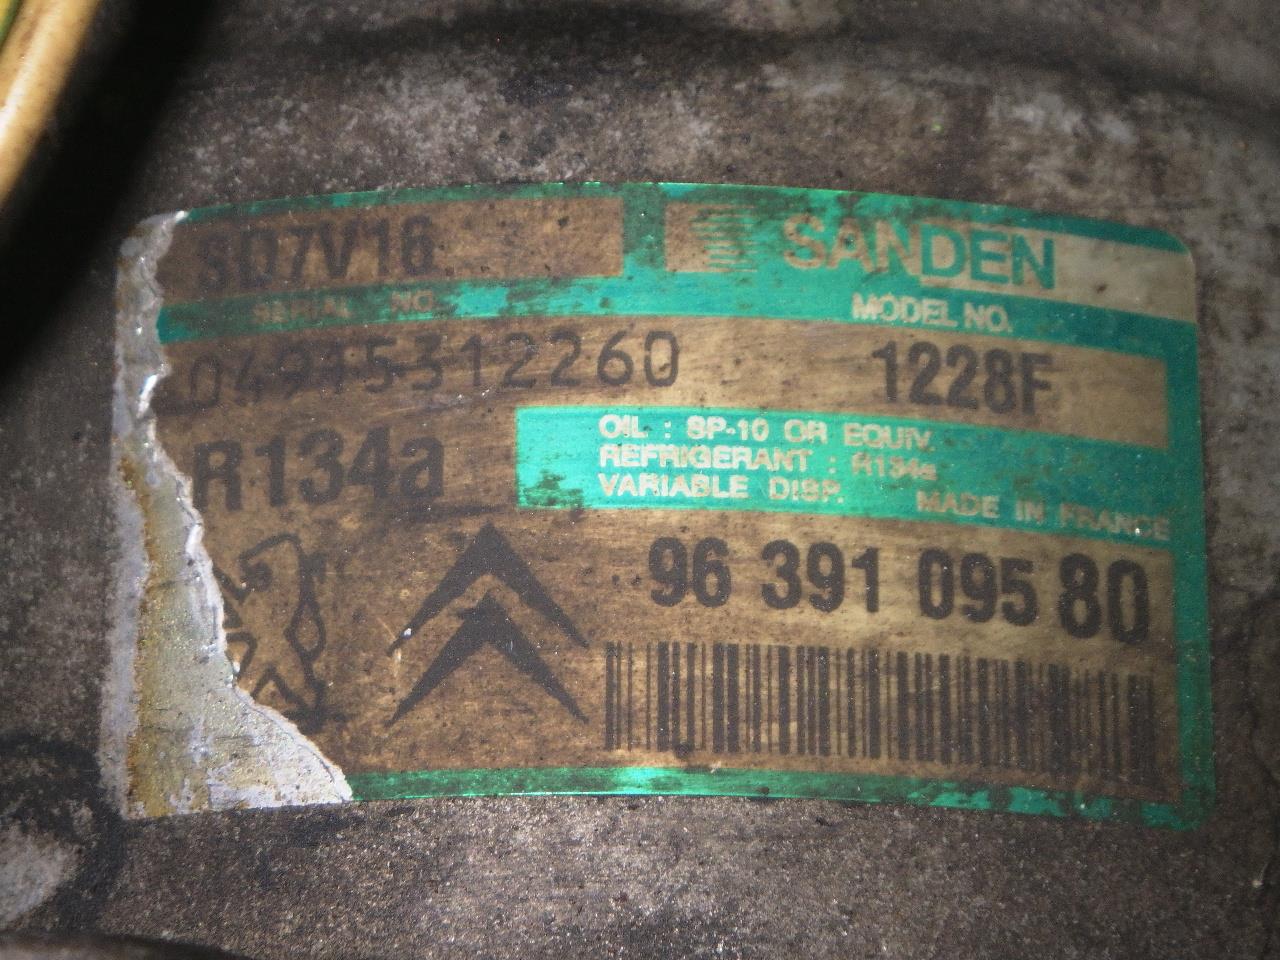 SD7V16 SANDEN
SERIAL NO. MODEL NO.
04915312260 1228F
R134a
OIL : SP-10 OR EQUIV.
REFRIGERANT : R134a
VARIABLE DISP. MADE IN FRANCE
96 391 095 80